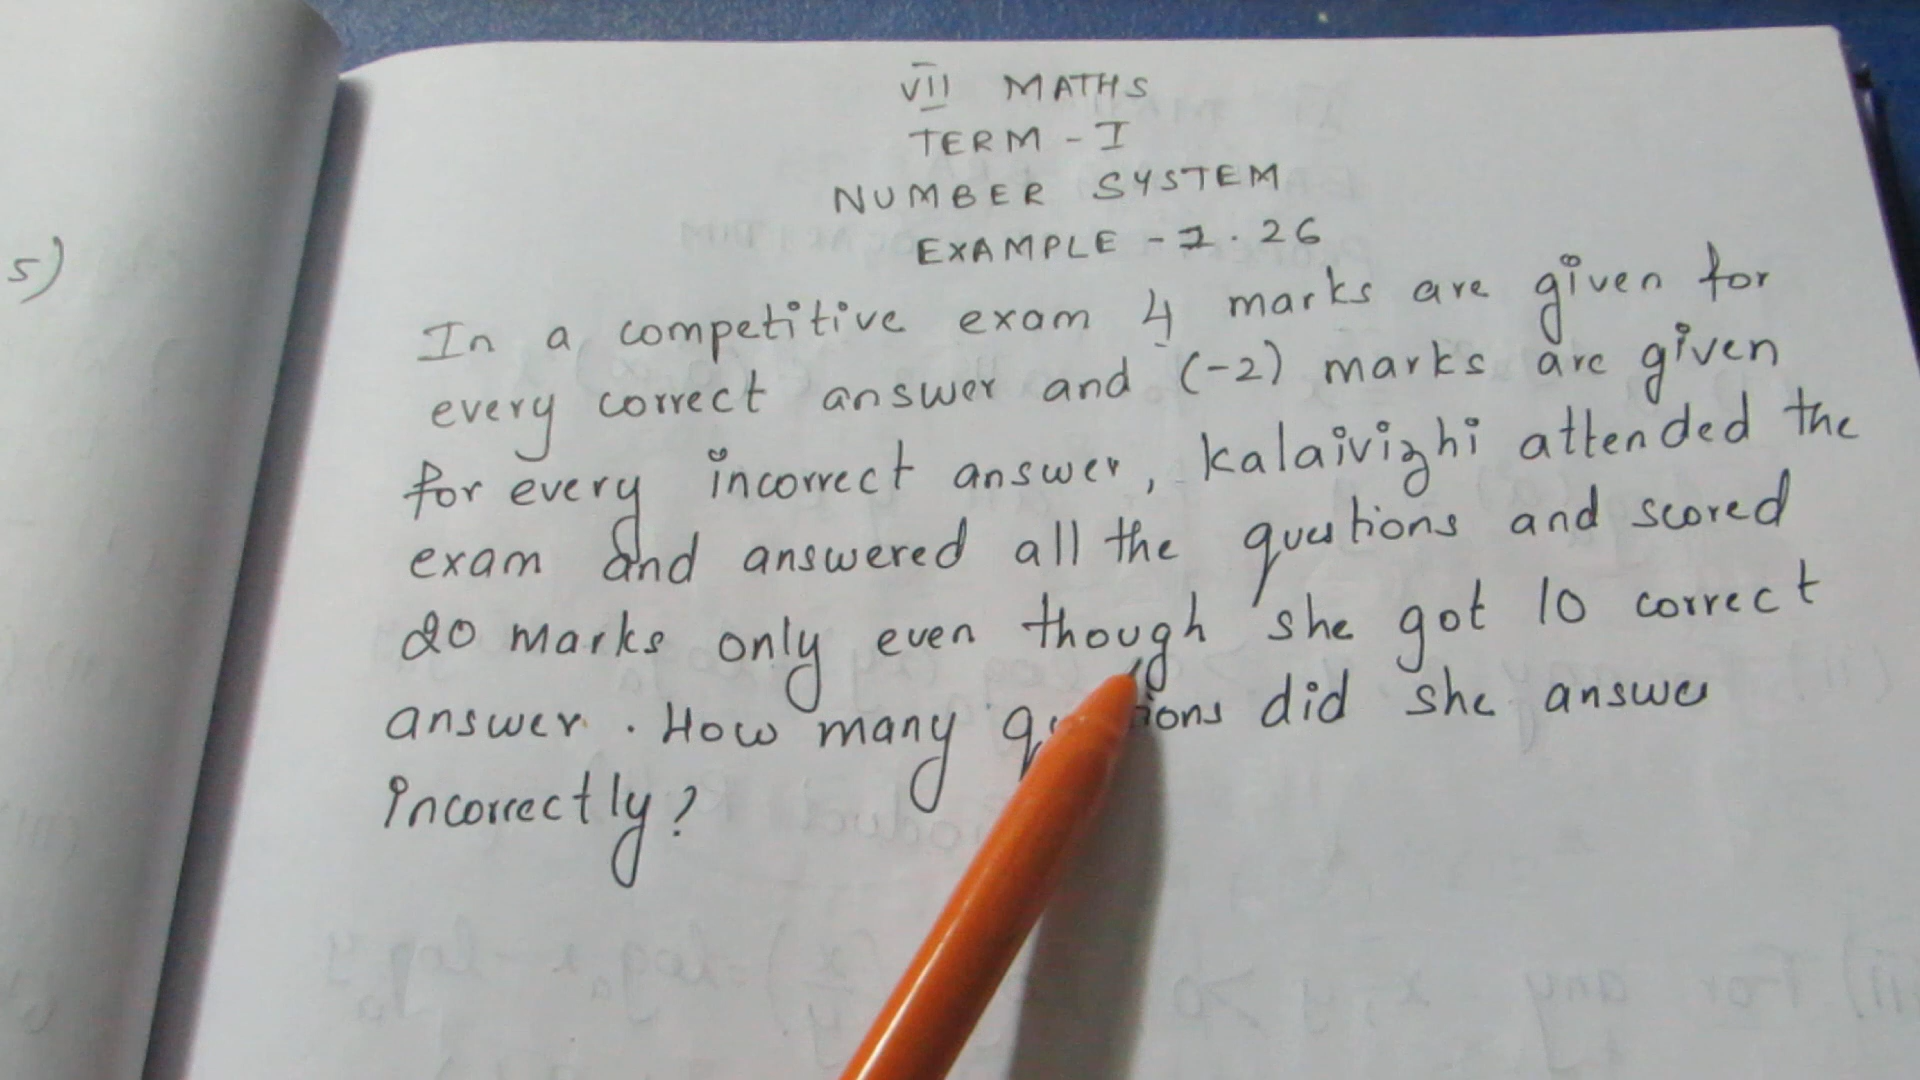 5)
VII MATHS
TERM - I
NUMBER SYSTEM
EXAMPLE - 1.26
In a competitive exam 4 marks are given for
every correct answer and (-2) marks are given
for every incorrect answer, kalaivizhi attended the
exam and answered all the questions and scored
20 marks only even though she got 10 correct
answer. How many did she answer
incorrectly?